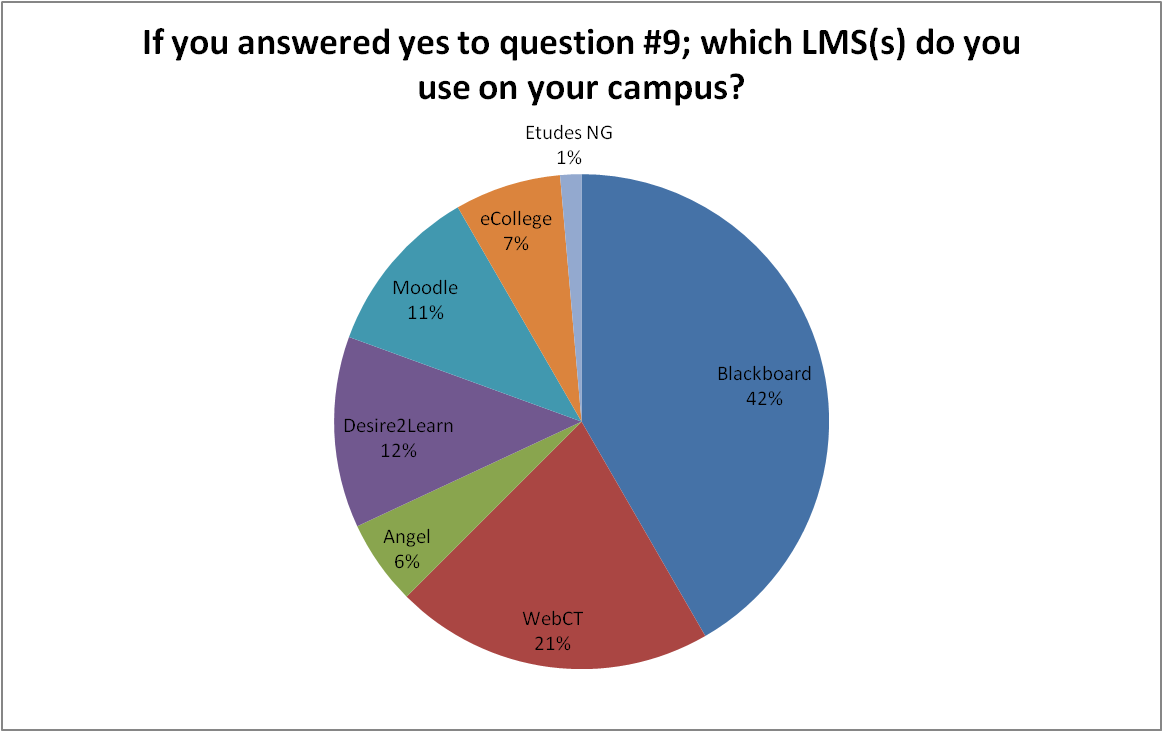 If you answered yes to question #9; which LMS(s) do you
use on your campus?
Etudes NG
1%
eCollege
7%
Moodle
11%
Blackboard
42%
Desire2Learn
12%
Angel
6%
WebCT
21%